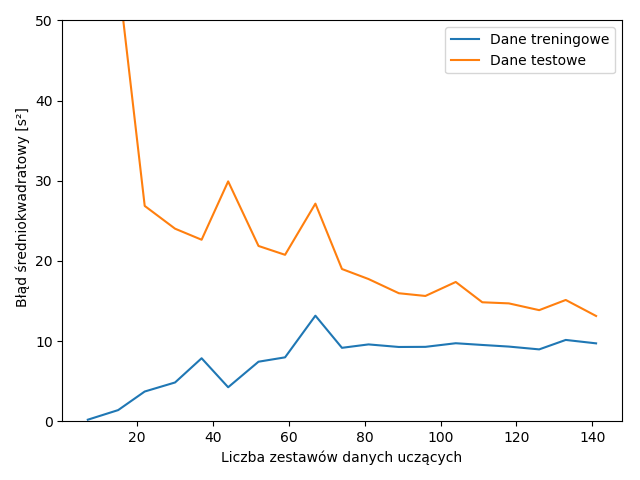 50
40
30
20
10
0
Błąd średniokwadratowy [s²]
Dane treningowe
Dane testowe
20 40 60 80 100 120 140
Liczba zestawów danych uczących